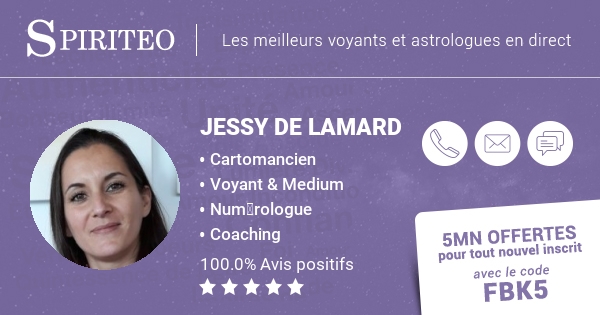 SPIRITEO
Les meilleurs voyants et astrologues en direct
JESSY DE LAMARD
• Cartomancien
• Voyant & Medium
• Num▯rologue
• Coaching
100.0% Avis positifs
5MN OFFERTES
pour tout nouvel inscrit
avec le code
FBK5